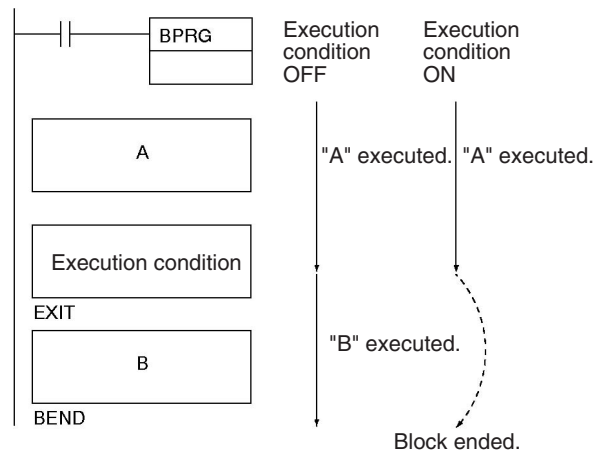 BPRG
Execution
condition
OFF
Execution
condition
ON
A
"A" executed.
"A" executed.
Execution condition
EXIT
B
"B" executed.
BEND
Block ended.